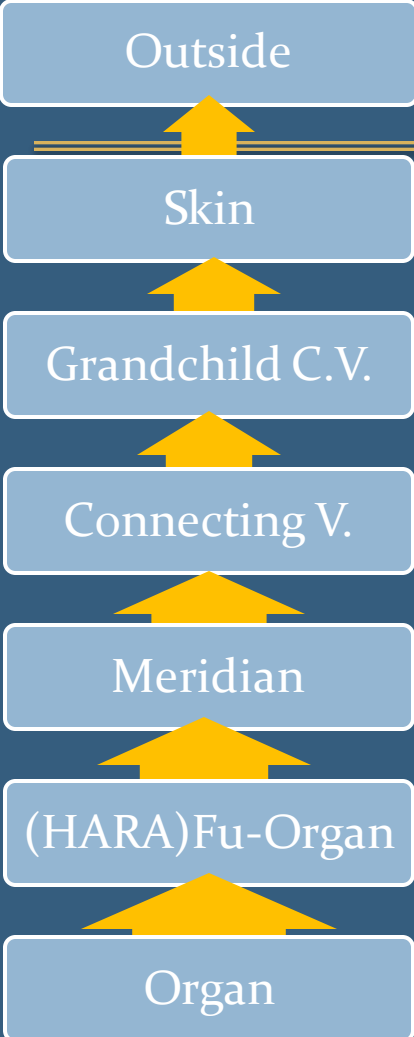 Outside
Skin
Grandchild C.V.
Connecting V.
Meridian
(HARA)Fu-Organ
Organ